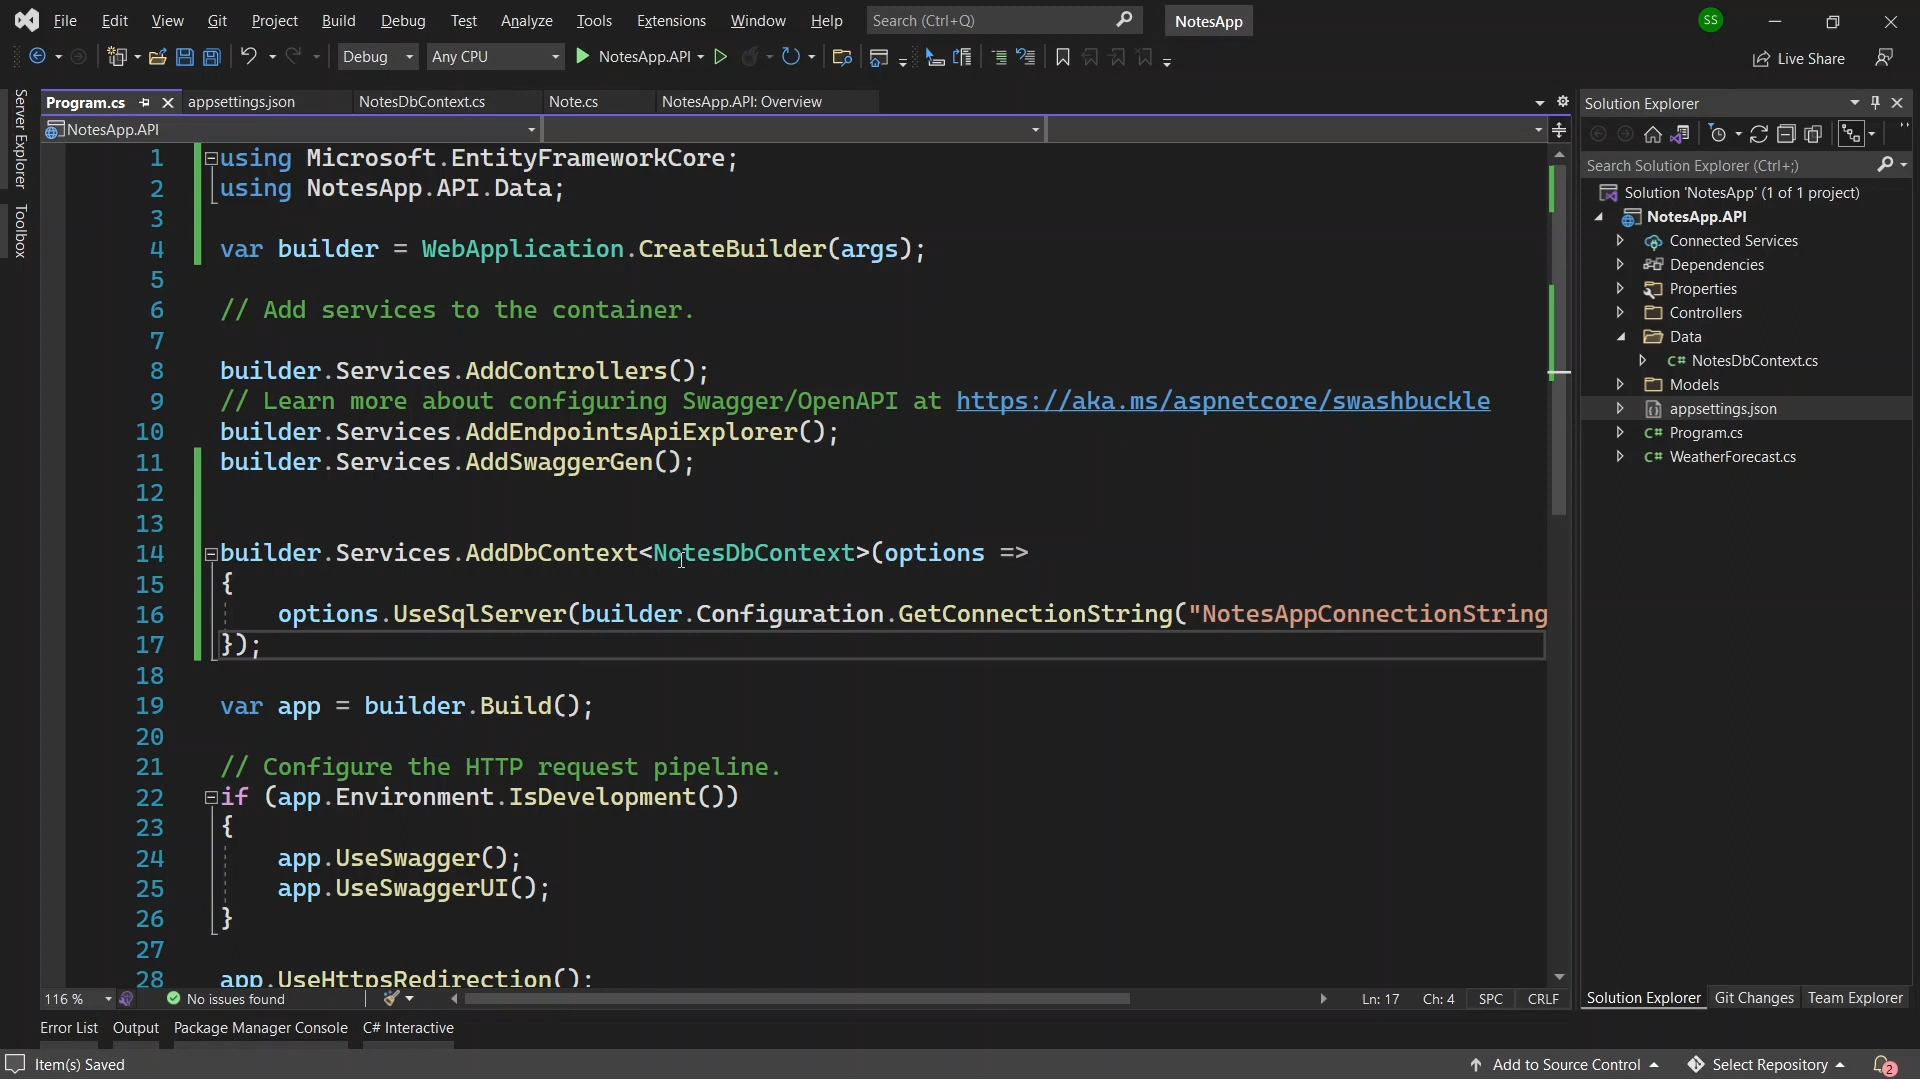 File Edit View Git Project Build Debug Test Analyze Tools Extensions Window Help Search (Ctrl+Q) NotesApp SS
Debug Any CPU NotesApp.API Live Share
Server Explorer
Toolbox
Program.cs appsettings.json NotesDbContext.cs Note.cs NotesApp.API: Overview
NotesApp.API
1 using Microsoft.EntityFrameworkCore;
2 using NotesApp.API.Data;
3
4 var builder = WebApplication.CreateBuilder(args);
5
6 // Add services to the container.
7
8 builder.Services.AddControllers();
9 // Learn more about configuring Swagger/OpenAPI at https://aka.ms/aspnetcore/swashbuckle
10 builder.Services.AddEndpointsApiExplorer();
11 builder.Services.AddSwaggerGen();
12
13
14 builder.Services.AddDbContext<NotesDbContext>(options =>
15 {
16 options.UseSqlServer(builder.Configuration.GetConnectionString("NotesAppConnectionString
17 });
18
19 var app = builder.Build();
20
21 // Configure the HTTP request pipeline.
22 if (app.Environment.IsDevelopment())
23 {
24 app.UseSwagger();
25 app.UseSwaggerUI();
26 }
27
28 app.UseHttpsRedirection();
116 % No issues found Ln: 17 Ch: 4 SPC CRLF
Solution Explorer
Search Solution Explorer (Ctrl+;)
Solution 'NotesApp' (1 of 1 project)
NotesApp.API
Connected Services
Dependencies
Properties
Controllers
Data
C# NotesDbContext.cs
Models
appsettings.json
C# Program.cs
C# WeatherForecast.cs
Solution Explorer Git Changes Team Explorer
Error List Output Package Manager Console C# Interactive
Item(s) Saved Add to Source Control Select Repository 2